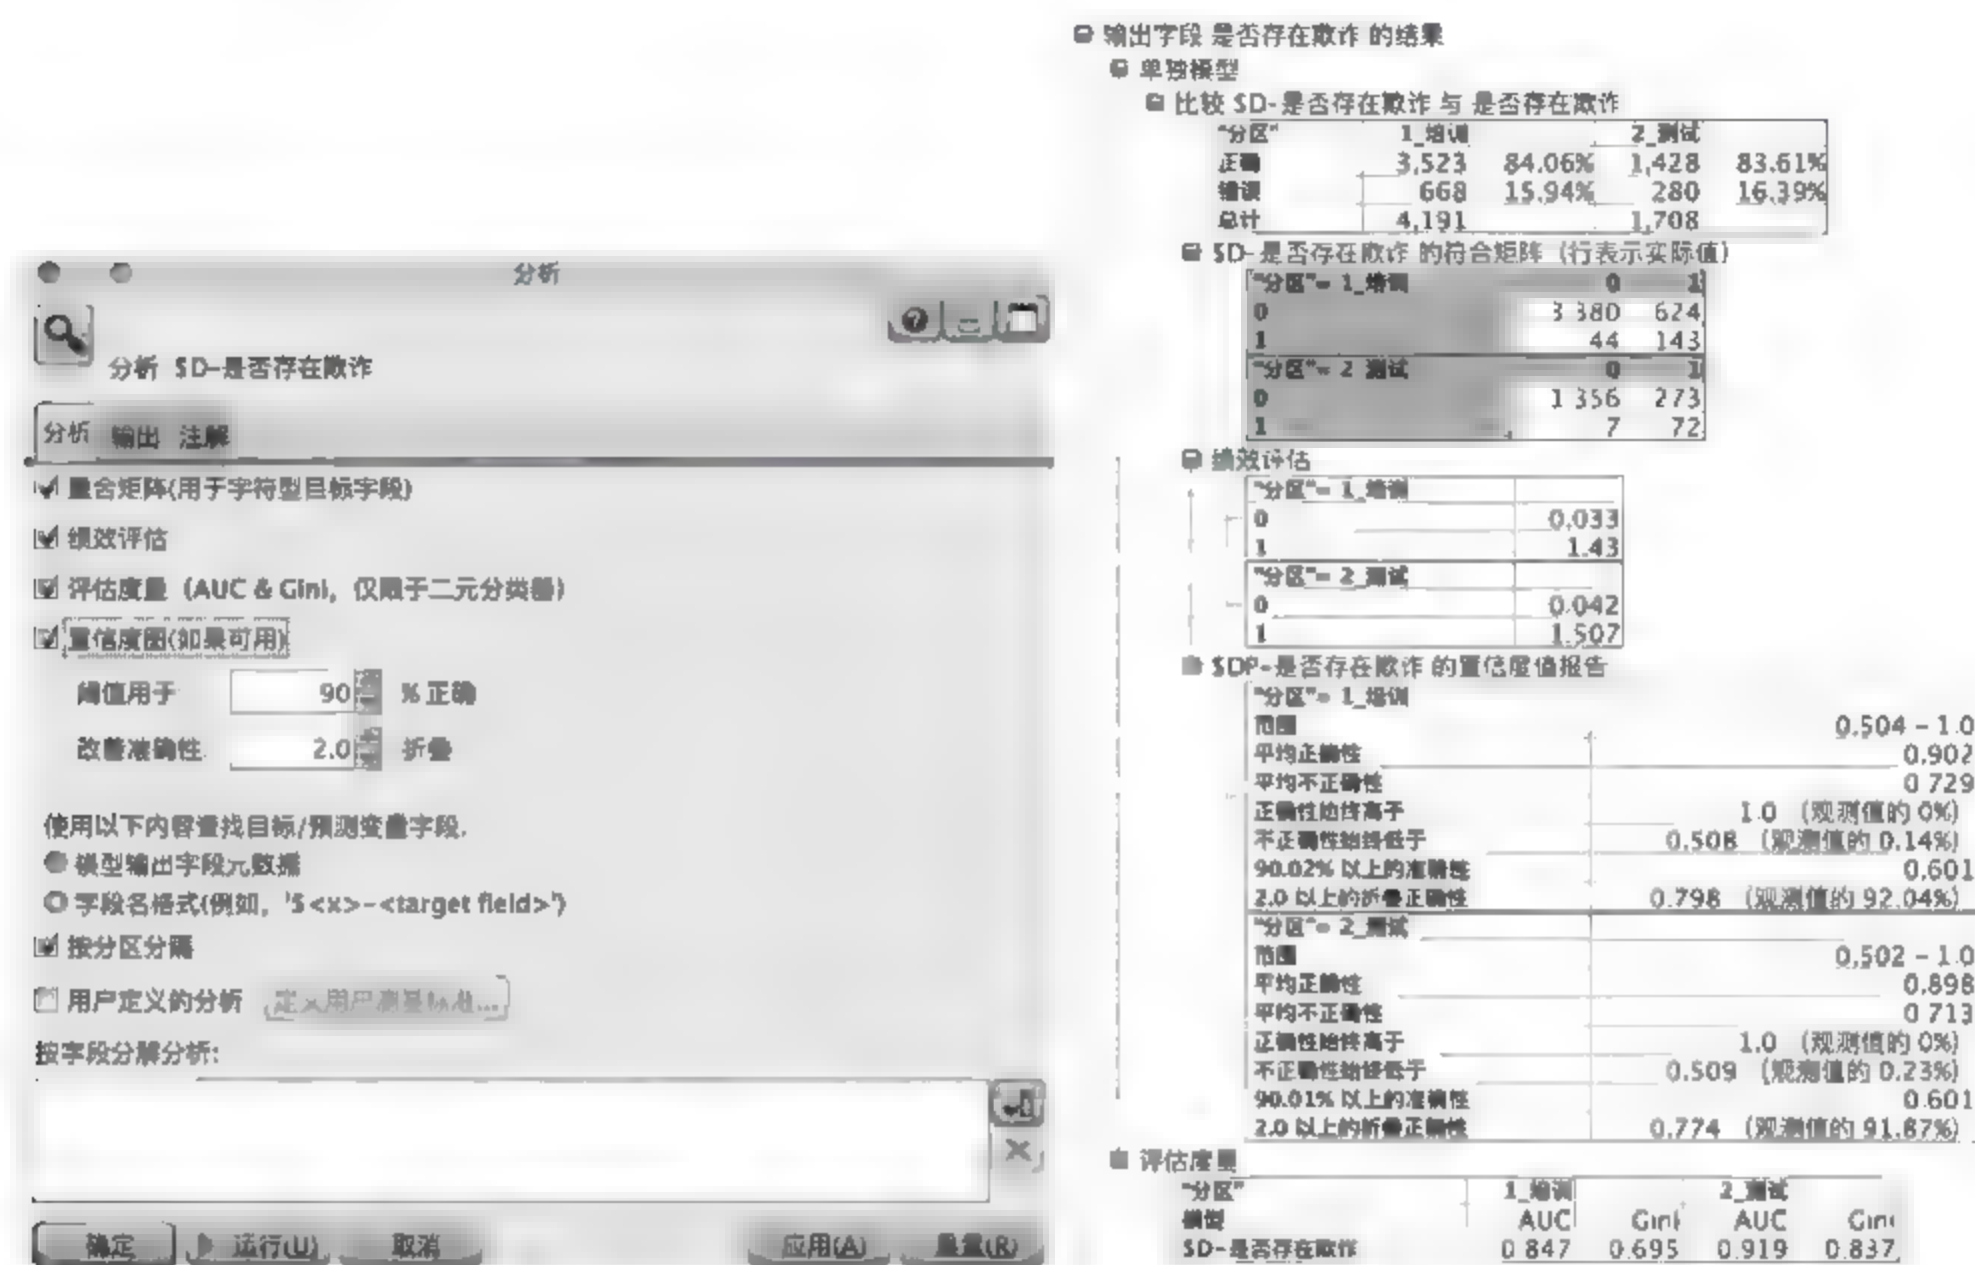 分析
分析 $D-是否存在欺诈
分析 输出 注解
重合矩阵(用于字符型目标字段)
绩效评估
评估度量（AUC & Gini，仅限于二元分类器）
置信度图(如果可用)
阈值用于 90 % 正确
改善准确性 2.0 折叠
使用以下内容查找目标/预测变量字段.
模型输出字段元数据
字段名格式(例如，'$<x>-<target field>')
按分区分隔
用户定义的分析 定义用户测量标准...
按字段分解分析:
确定 运行(U) 取消 应用(A) 重置(R)
输出字段 是否存在欺诈 的结果
单独模型
比较 $D-是否存在欺诈 与 是否存在欺诈
"分区" 1_培训 2_测试
正确 3,523 84.06% 1,428 83.61%
错误 668 15.94% 280 16.39%
总计 4,191 1,708
$D-是否存在欺诈 的符合矩阵（行表示实际值）
"分区"= 1_培训 0 1
0 3 380 624
1 44 143
"分区"= 2_测试 0 1
0 1 356 273
1 7 72
绩效评估
"分区"= 1_培训
0 0.033
1 1.43
"分区"= 2_测试
0 0.042
1 1.507
$DP-是否存在欺诈 的置信度值报告
"分区"= 1_培训
范围 0.504 - 1.0
平均正确性 0.902
平均不正确性 0.729
正确性始终高于 1.0 （观测值的 0%）
不正确性始终低于 0.508 （观测值的 0.14%）
90.02% 以上的准确性 0.601
2.0 以上的折叠正确性 0.798 （观测值的 92.04%）
"分区"= 2_测试
范围 0.502 - 1.0
平均正确性 0.898
平均不正确性 0.713
正确性始终高于 1.0 （观测值的 0%）
不正确性始终低于 0.509 （观测值的 0.23%）
90.01% 以上的准确性 0.601
2.0 以上的折叠正确性 0.774 （观测值的 91.87%）
评估度量
"分区" 1_培训 2_测试
模型 AUC Gini AUC Gini
$D-是否存在欺诈 0.847 0.695 0.919 0.837